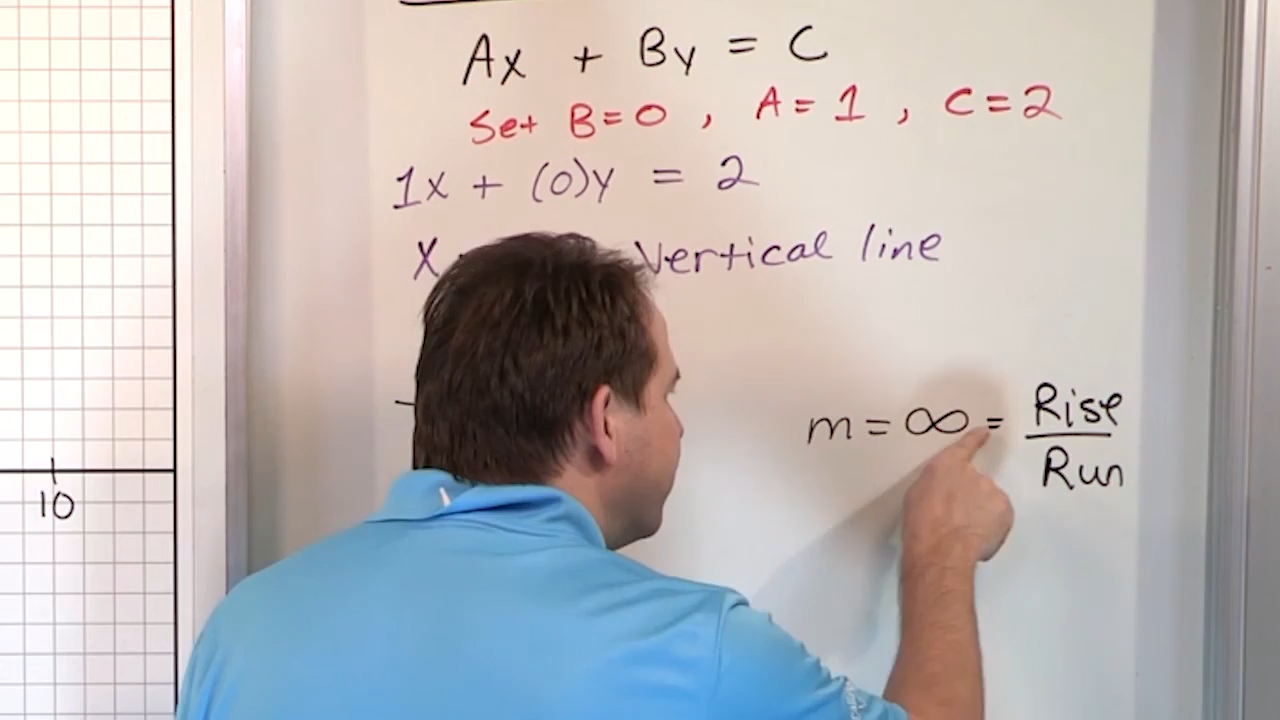 Ax + By = C
Set B = 0 , A = 1 , C = 2
1x + (0)y = 2
x vertical line
m = ∞ = Rise
Run
10